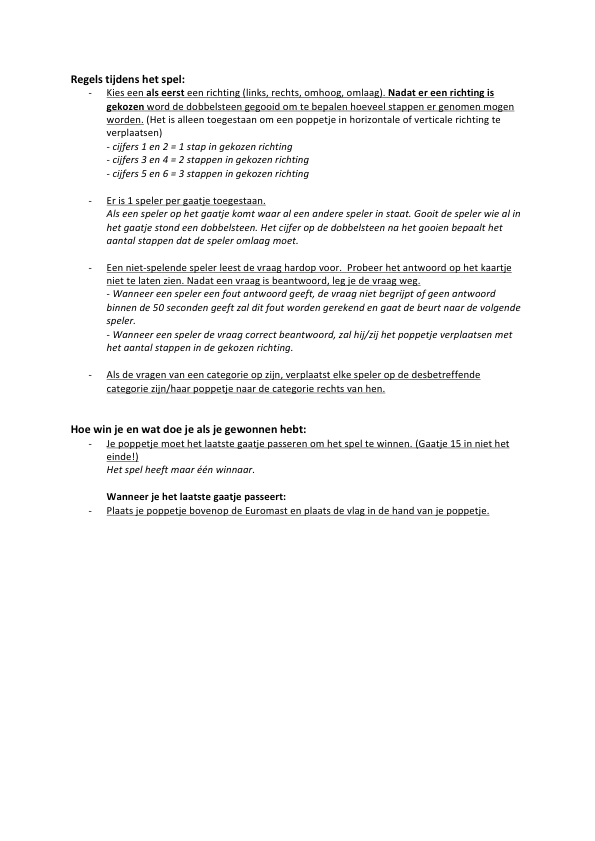 Regels tijdens het spel:
- Kies een als eerst een richting (links, rechts, omhoog, omlaag). Nadat er een richting is
gekozen word de dobbelsteen gegooid om te bepalen hoeveel stappen er genomen mogen
worden. (Het is alleen toegestaan om een poppetje in horizontale of verticale richting te
verplaatsen)
- cijfers 1 en 2 = 1 stap in gekozen richting
- cijfers 3 en 4 = 2 stappen in gekozen richting
- cijfers 5 en 6 = 3 stappen in gekozen richting
- Er is 1 speler per gaatje toegestaan.
Als een speler op het gaatje komt waar al een andere speler in staat. Gooit de speler wie al in
het gaatje stond een dobbelsteen. Het cijfer op de dobbelsteen na het gooien bepaalt het
aantal stappen dat de speler omlaag moet.
- Een niet-spelende speler leest de vraag hardop voor. Probeer het antwoord op het kaartje
niet te laten zien. Nadat een vraag is beantwoord, leg je de vraag weg.
- Wanneer een speler een fout antwoord geeft, de vraag niet begrijpt of geen antwoord
binnen de 50 seconden geeft zal dit fout worden gerekend en gaat de beurt naar de volgende
speler.
- Wanneer een speler de vraag correct beantwoord, zal hij/zij het poppetje verplaatsen met
het aantal stappen in de gekozen richting.
- Als de vragen van een categorie op zijn, verplaatst elke speler op de desbetreffende
categorie zijn/haar poppetje naar de categorie rechts van hen.
Hoe win je en wat doe je als je gewonnen hebt:
- Je poppetje moet het laatste gaatje passeren om het spel te winnen. (Gaatje 15 in niet het
einde!)
Het spel heeft maar één winnaar.
Wanneer je het laatste gaatje passeert:
- Plaats je poppetje bovenop de Euromast en plaats de vlag in de hand van je poppetje.